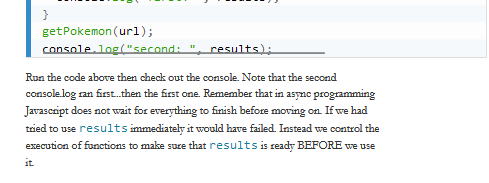 }
getPokemon(url);
console.log("second: ", results);
Run the code above then check out the console. Note that the second
console.log ran first...then the first one. Remember that in async programming
Javascript does not wait for everything to finish before moving on. If we had
tried to use results immediately it would have failed. Instead we control the
execution of functions to make sure that results is ready BEFORE we use
it.